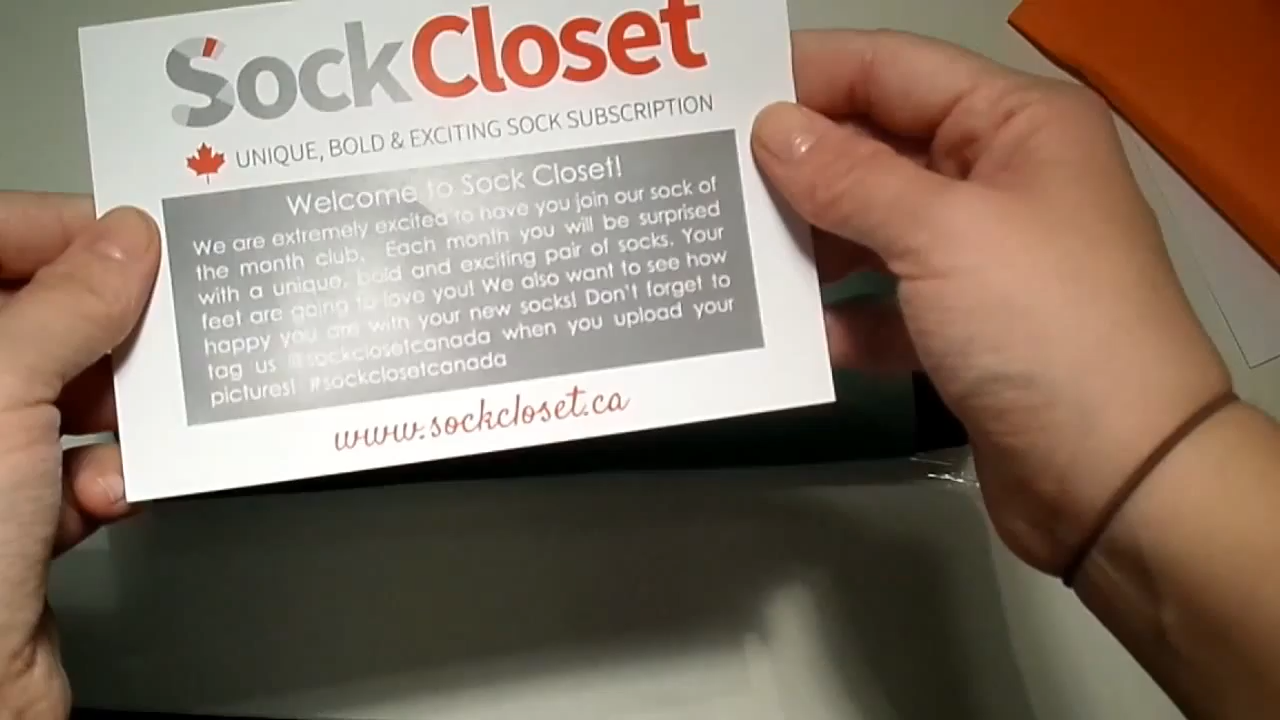 SockCloset
UNIQUE, BOLD & EXCITING SOCK SUBSCRIPTION
Welcome to Sock Closet!
We are extremely excited to have you join our sock of
the month club. Each month you will be surprised
with a unique, bold and exciting pair of socks. Your
feet are going to love you! We also want to see how
happy you are with your new socks! Don't forget to
tag us @sockclosetcanada when you upload your
pictures! #sockclosetcanada
www.sockcloset.ca